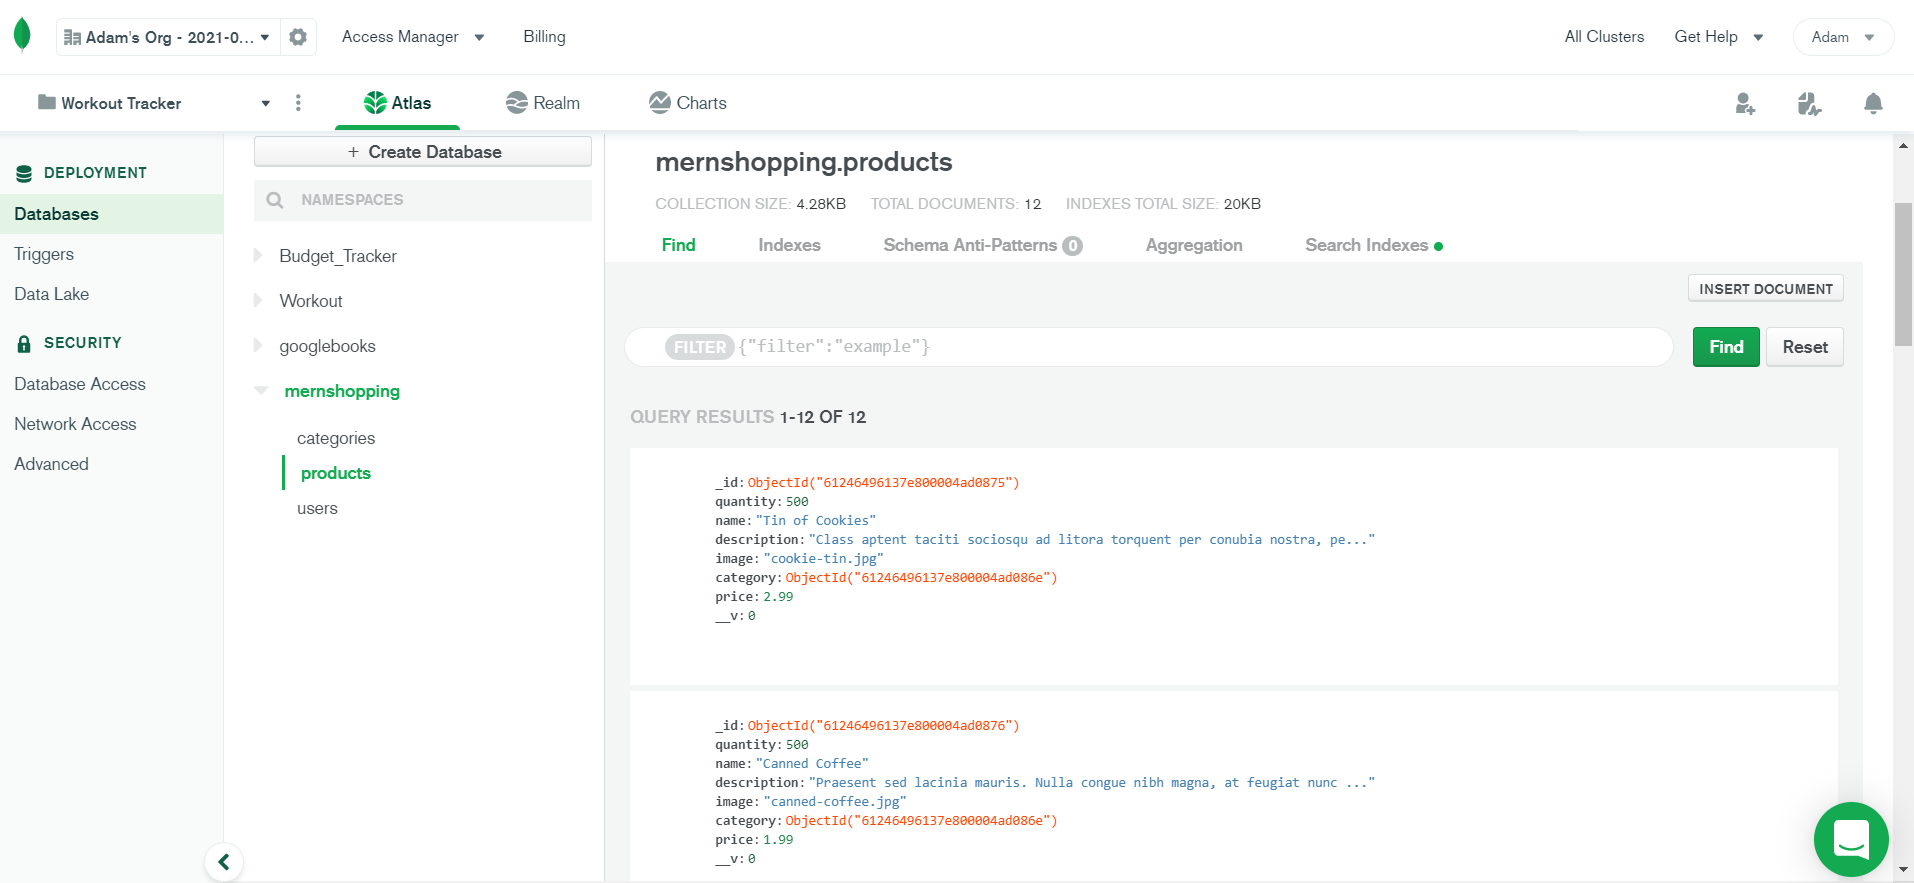 Adam's Org - 2021-0...
Access Manager
Billing
All Clusters
Get Help
Adam
Workout Tracker
Atlas
Realm
Charts
DEPLOYMENT
Databases
Triggers
Data Lake
SECURITY
Database Access
Network Access
Advanced
+ Create Database
NAMESPACES
Budget_Tracker
Workout
googlebooks
mernshopping
categories
products
users
mernshopping.products
COLLECTION SIZE: 4.28KB TOTAL DOCUMENTS: 12 INDEXES TOTAL SIZE: 20KB
Find Indexes Schema Anti-Patterns 0 Aggregation Search Indexes
INSERT DOCUMENT
FILTER {"filter":"example"}
Find
Reset
QUERY RESULTS 1-12 OF 12
_id: ObjectId("61246496137e800004ad0875")
quantity: 500
name: "Tin of Cookies"
description: "Class aptent taciti sociosqu ad litora torquent per conubia nostra, pe..."
image: "cookie-tin.jpg"
category: ObjectId("61246496137e800004ad086e")
price: 2.99
__v: 0
_id: ObjectId("61246496137e800004ad0876")
quantity: 500
name: "Canned Coffee"
description: "Praesent sed lacinia mauris. Nulla congue nibh magna, at feugiat nunc ..."
image: "canned-coffee.jpg"
category: ObjectId("61246496137e800004ad086e")
price: 1.99
__v: 0